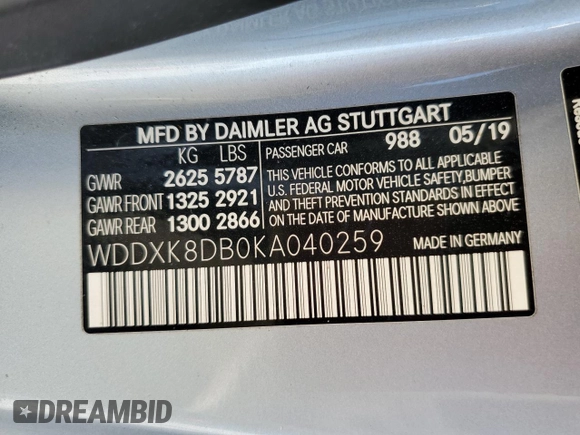 MFD BY DAIMLER AG STUTTGART
KG LBS
PASSENGER CAR 988 05/19
GVWR 2625 5787
GAWR FRONT 1325 2921
GAWR REAR 1300 2866
THIS VEHICLE CONFORMS TO ALL APPLICABLE
U.S. FEDERAL MOTOR VEHICLE SAFETY,BUMPER
AND THEFT PREVENTION STANDARDS IN EFFECT
ON THE DATE OF MANUFACTURE SHOWN ABOVE.
WDDXK8DB0KA040259
MADE IN GERMANY
DREAMBID